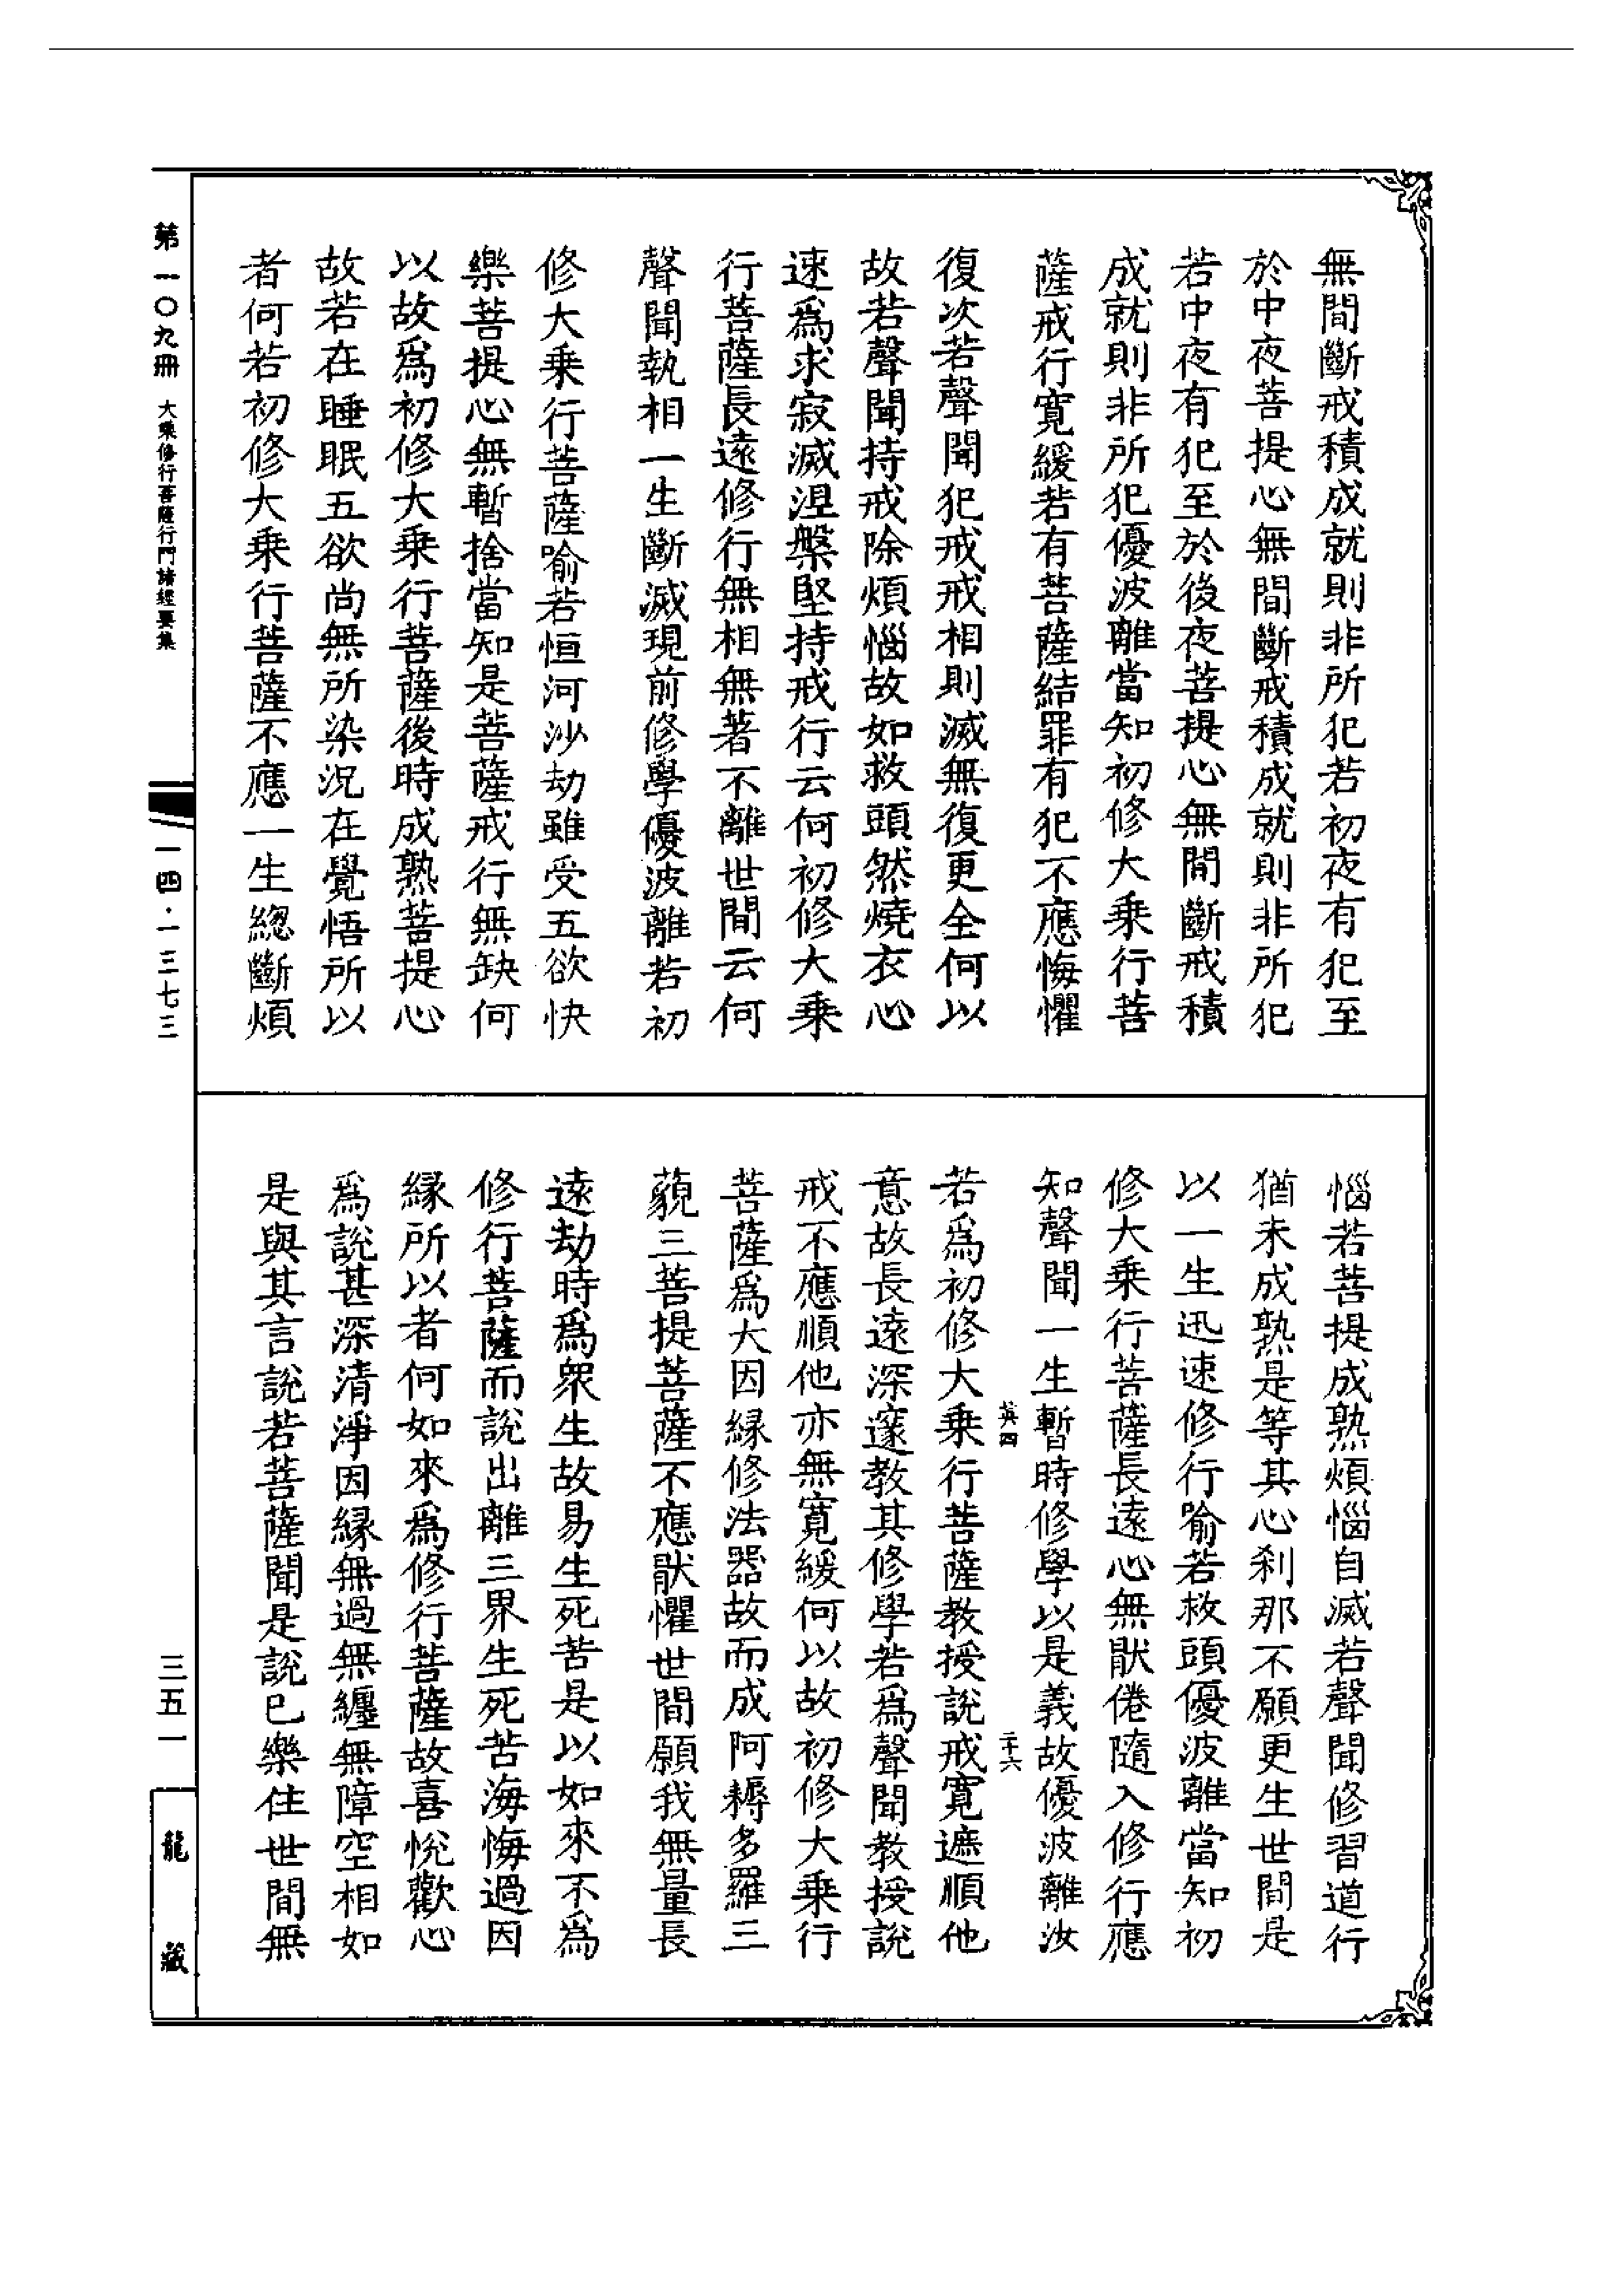 無間斷戒積成就則非所犯若初夜有犯至
於中夜菩提心無間斷戒積成就則非所犯
若中夜有犯至於後夜菩提心無間斷戒積
成就則非所犯優波離當知初修大乘行菩
薩戒行寬緩若有菩薩結罪有犯不應悔懼
復次若聲聞犯戒戒相則滅無復更全何以
故若聲聞持戒除煩惱故如救頭然燒衣心
速爲求寂滅涅槃堅持戒行云何初修大乘
行菩薩長遠修行無相無著不離世間云何
聲聞執相一生斷滅現前修學優波離若初
修大乘行菩薩喻若恒河沙劫雖受五欲快
樂菩提心無暫捨當知是菩薩戒行無缺何
以故爲初修大乘行菩薩後時成熟菩提心
故若在睡眠五欲尚無所染況在覺悟所以
者何若初修大乘行菩薩不應一生總斷煩
惱若菩提成熟煩惱自滅若聲聞修習道行
猶未成熟是等其心剎那不願更生世間是
以一生迅速修行喻若救頭優波離當知初
修大乘行菩薩長遠心無猒倦隨入修行應
知聲聞一生暫時修學以是義故優波離汝
英四 二十六
若爲初修大乘行菩薩教授說戒寬遮順他
意故長遠深邃教其修學若爲聲聞教授說
戒不應順他亦無寬緩何以故初修大乘行
菩薩爲大因緣修法器故而成阿耨多羅三
藐三菩提菩薩不應猒懼世間願我無量長
遠劫時爲衆生故易生死苦是以如來不爲
修行菩薩而說出離三界生死苦海悔過因
緣所以者何如來爲修行菩薩故喜悅歡心
爲說甚深清淨因緣無過無纏無障空相如
是與其言說若菩薩聞是說已樂住世間無
第一〇九冊 大乘修行菩薩行門諸經要集
一四·一三七三
三五一
龍藏